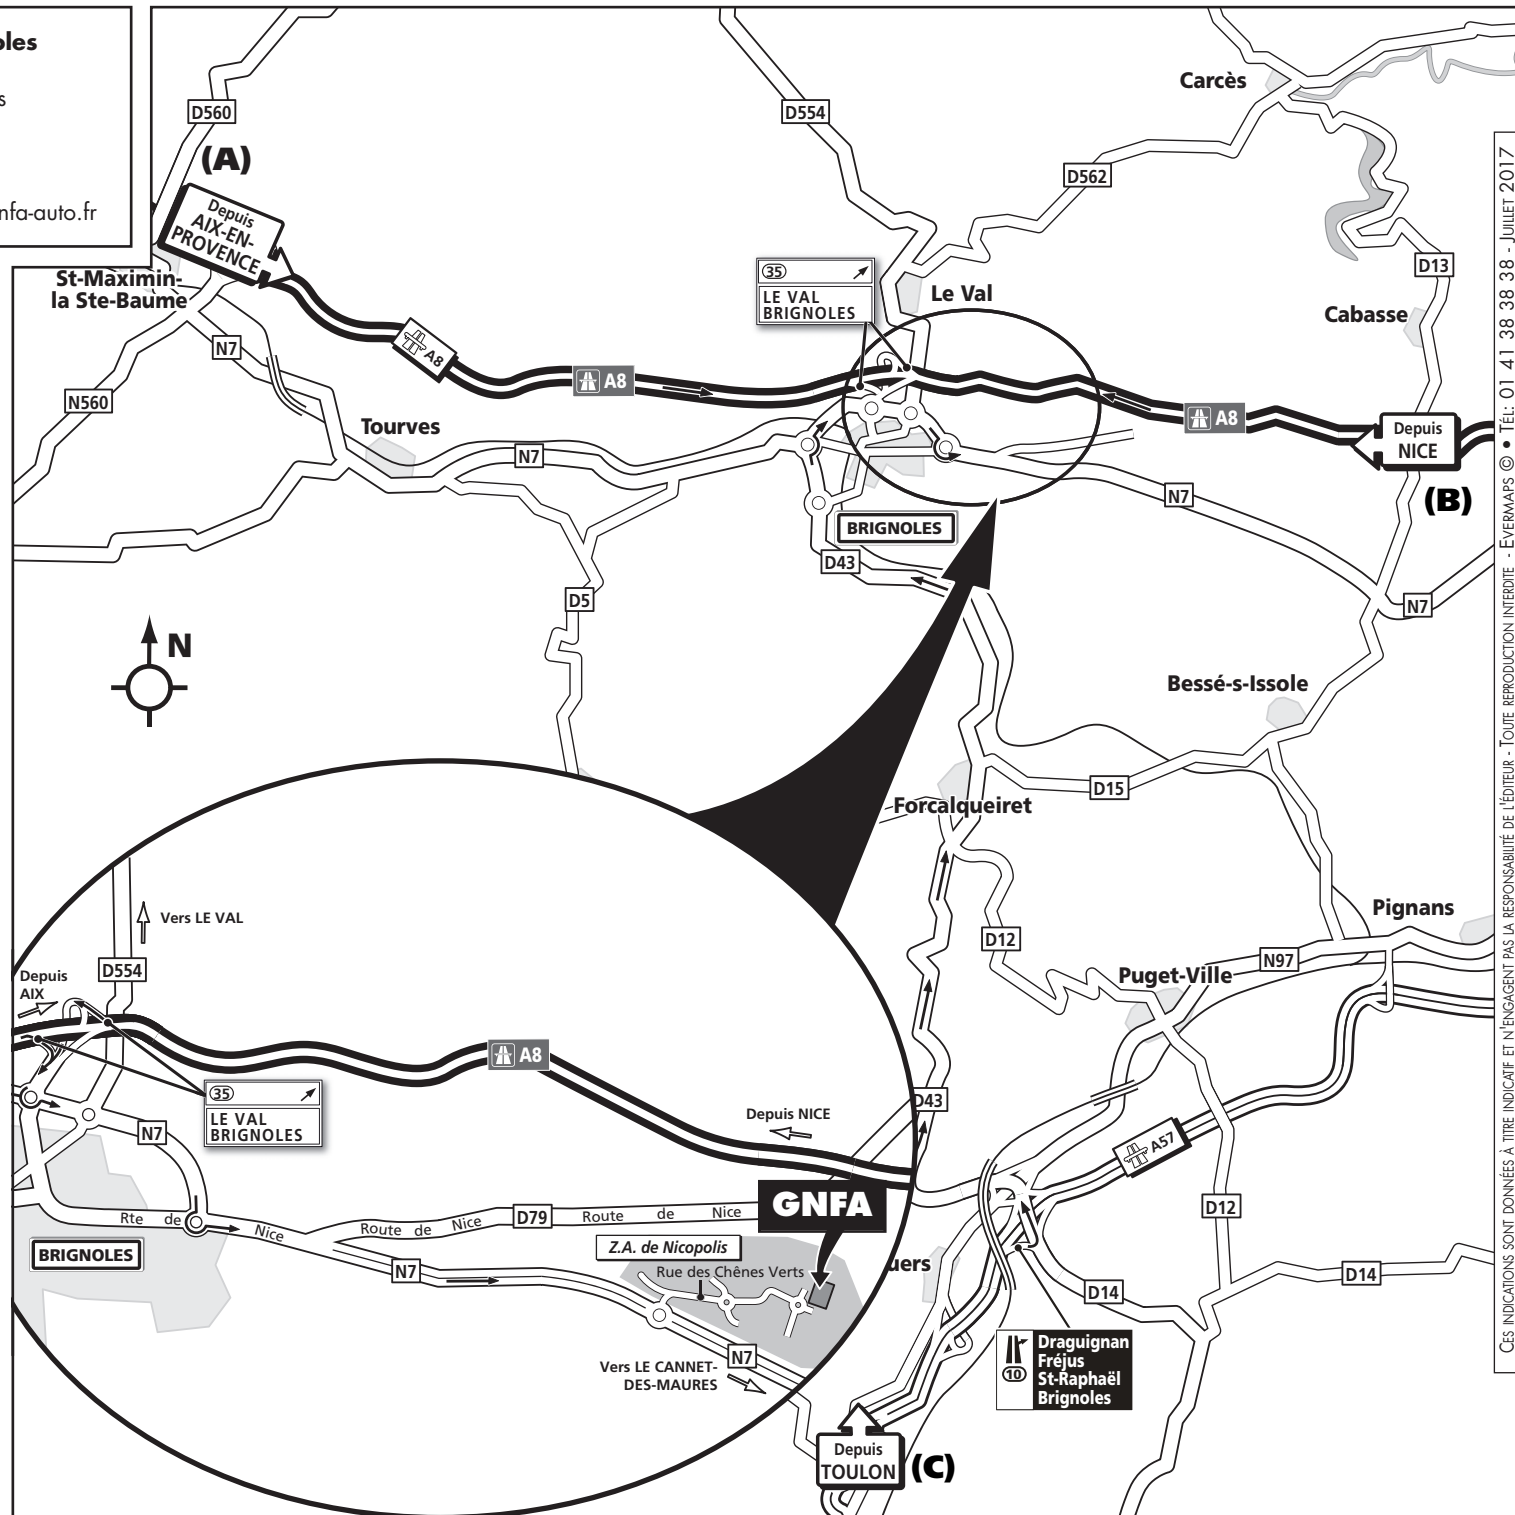 oles
s
nfa-auto.fr
D560
(A)
Depuis
AIX-EN-
PROVENCE
St-Maximin-
la Ste-Baume
N7
N560
A8
A8
Tourves
N7
D554
35
LE VAL
BRIGNOLES
Le Val
D562
Carcès
D13
Cabasse
A8
Depuis
NICE
(B)
N7
BRIGNOLES
D43
D5
N7
N
Bessé-s-Issole
D15
Forcalqueiret
D12
Pignans
N97
Puget-Ville
D43
A57
D12
D14
D14
uers
10
Draguignan
Fréjus
St-Raphaël
Brignoles
Depuis
TOULON
(C)
Vers LE VAL
D554
Depuis
AIX
A8
35
LE VAL
BRIGNOLES
N7
Depuis NICE
GNFA
Rte de Nice
Route de Nice
D79
Route de Nice
BRIGNOLES
Z.A. de Nicopolis
Rue des Chênes Verts
N7
N7
Vers LE CANNET-
DES-MAURES
CES INDICATIONS SONT DONNÉES À TITRE INDICATIF ET N'ENGAGENT PAS LA RESPONSABILITÉ DE L'ÉDITEUR - TOUTE REPRODUCTION INTERDITE - EVERMAPS © • TÉL: 01 41 38 38 38 - JUILLET 2017